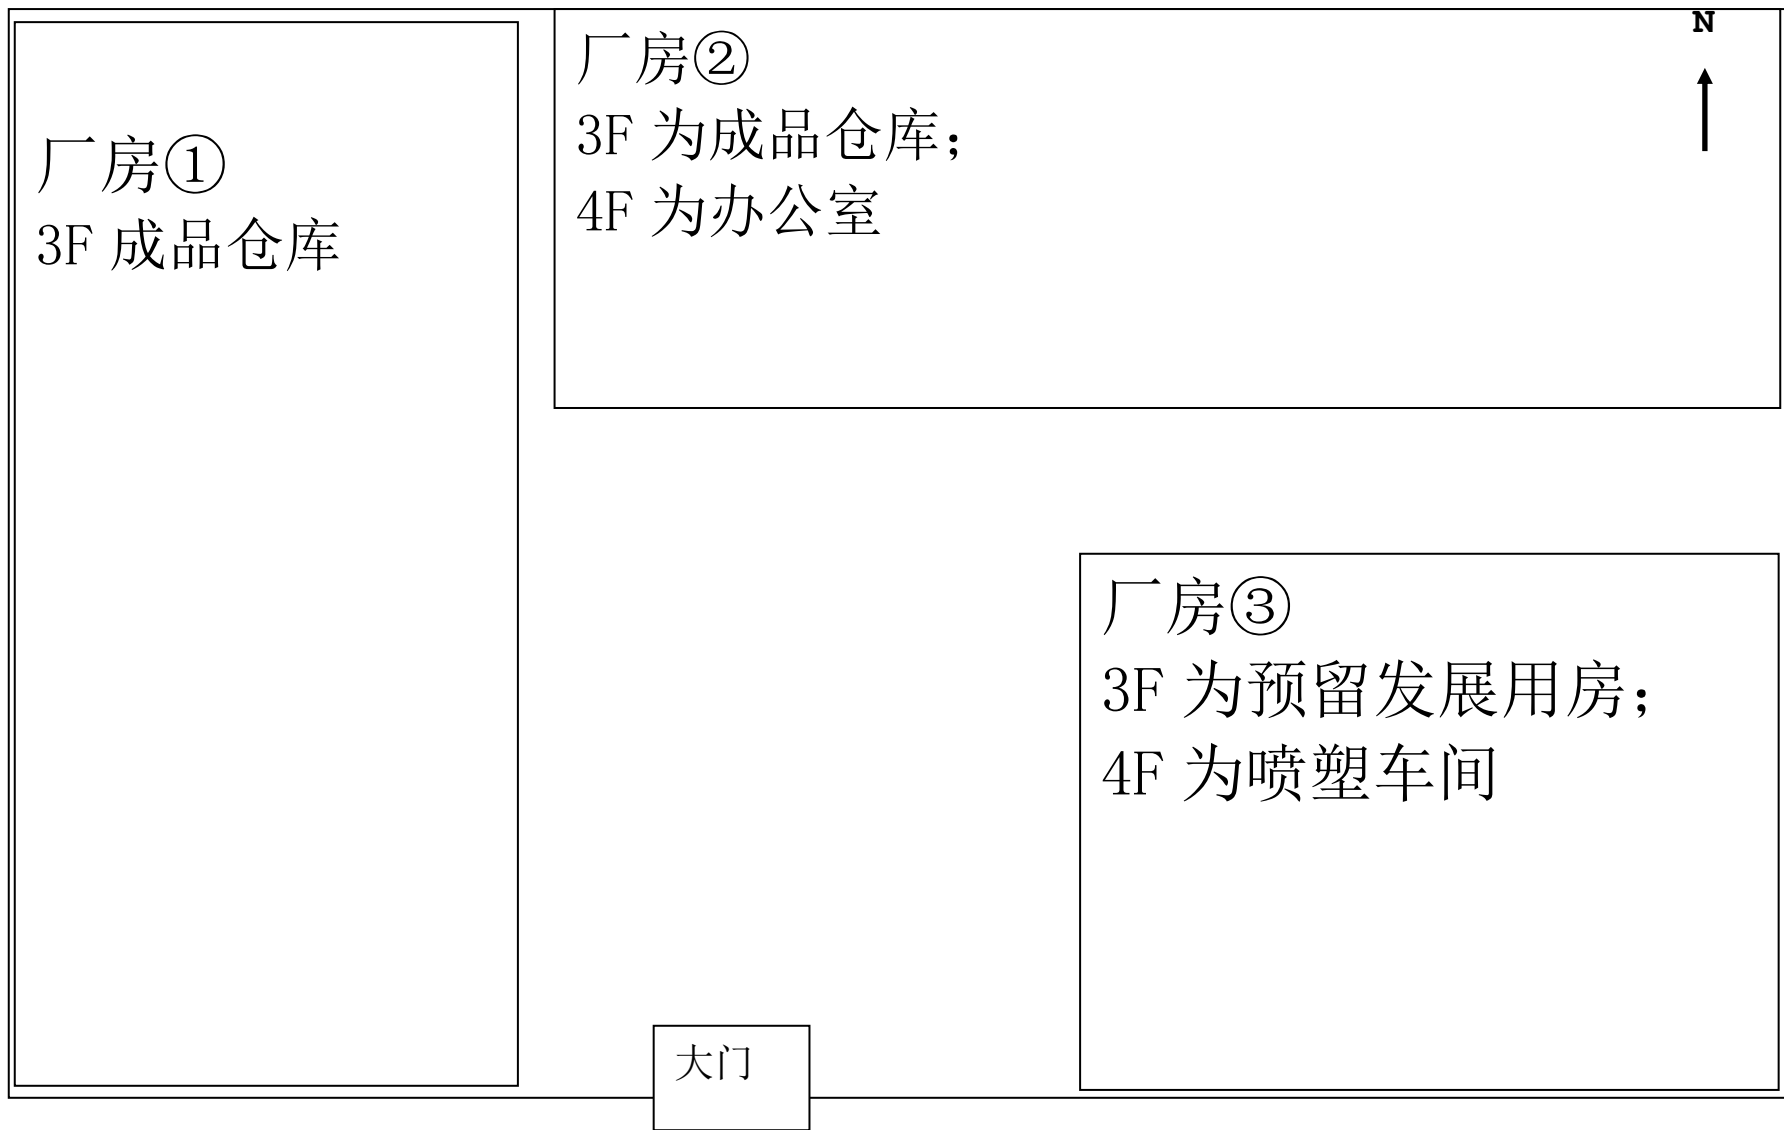 厂房①
3F 成品仓库
厂房②
3F 为成品仓库；
4F 为办公室
N
厂房③
3F 为预留发展用房；
4F 为喷塑车间
大门